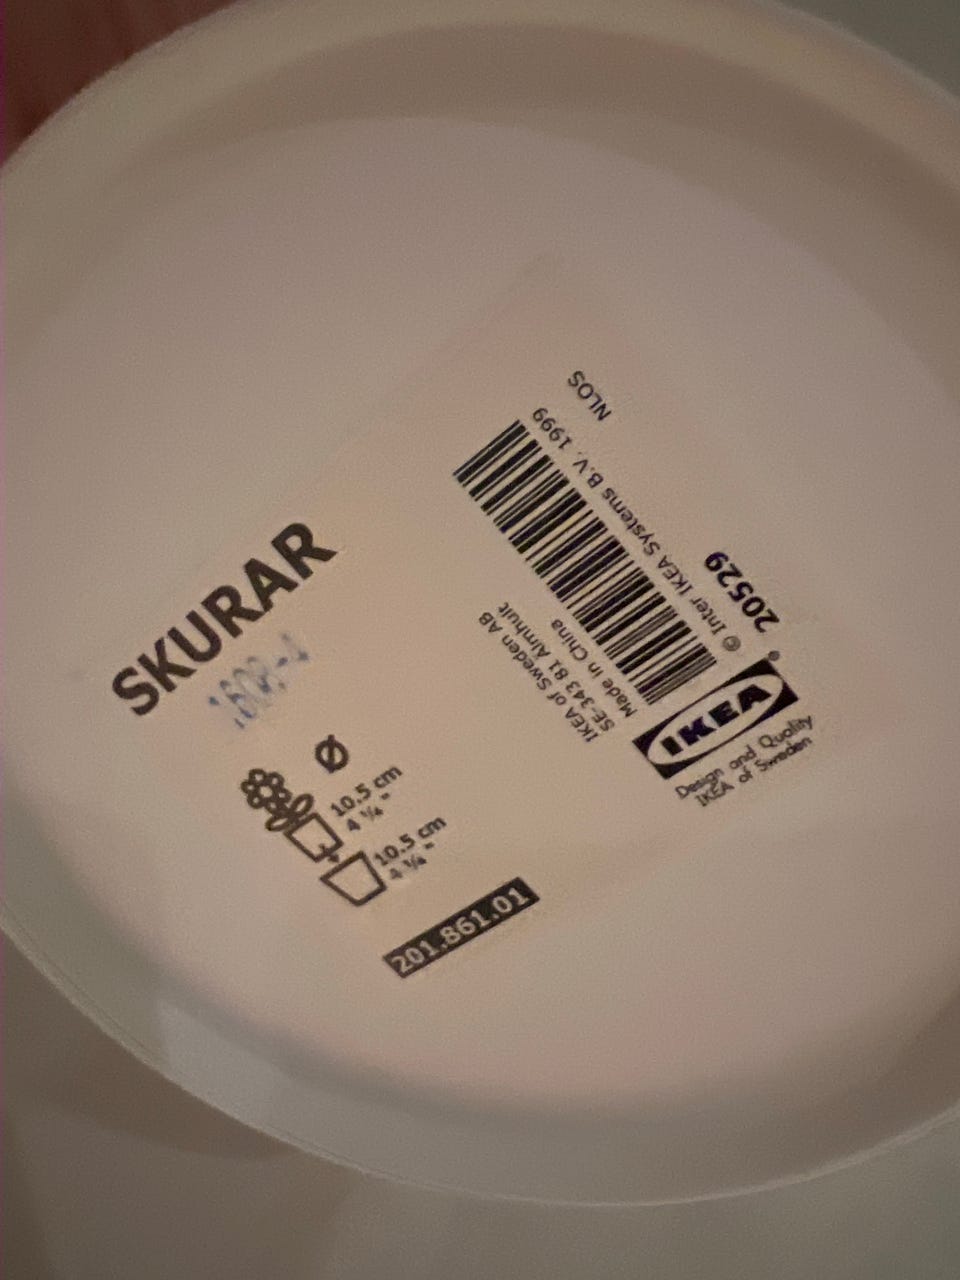 SKURAR
Ø
10.5 cm
4 ¼ "
10.5 cm
4 ¼ "
201.861.01
NLOS
© Inter IKEA Systems B.V. 1999
20529
IKEA of Sweden AB
SE-343 81 Älmhult
Made in China
IKEA
Design and Quality
IKEA of Sweden